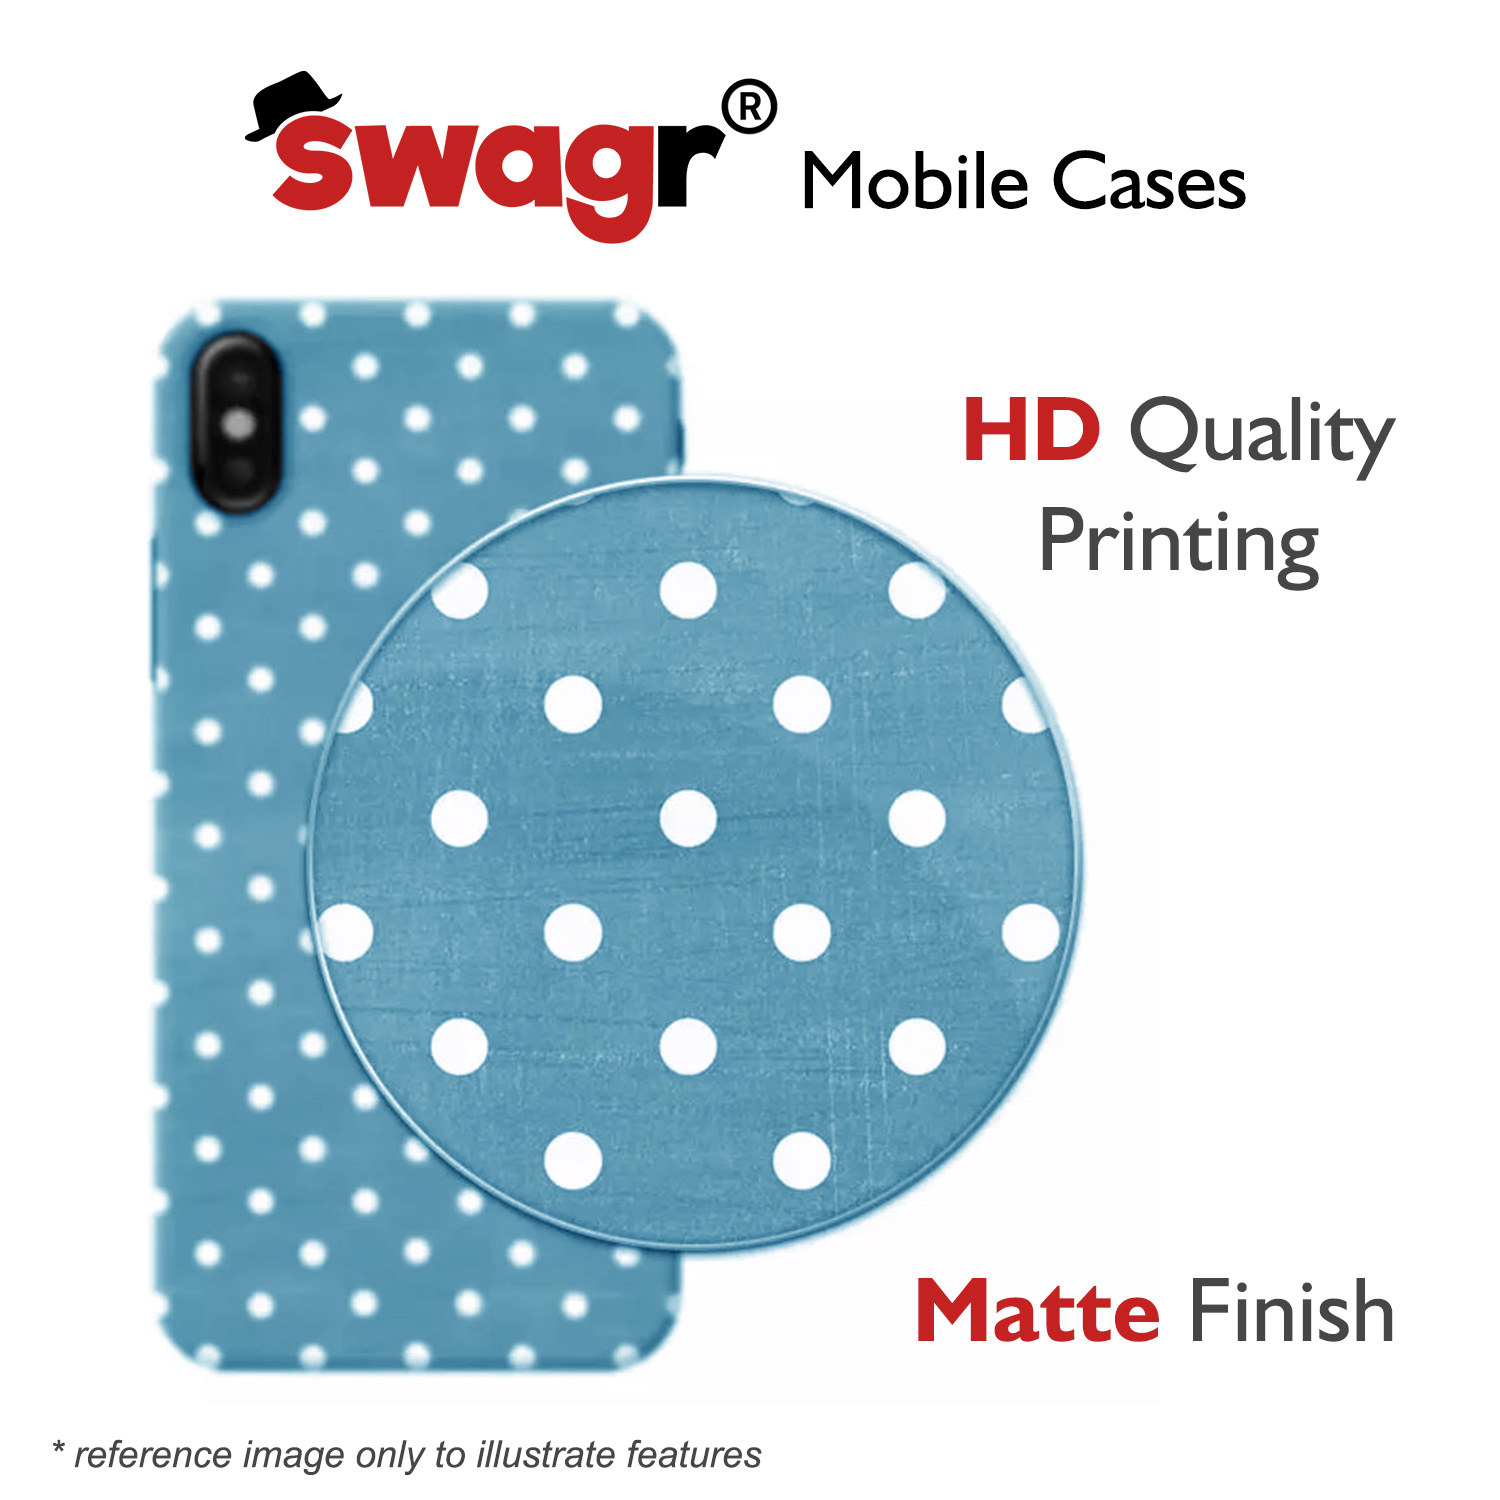 swagr® Mobile Cases
HD Quality
Printing
Matte Finish
* reference image only to illustrate features